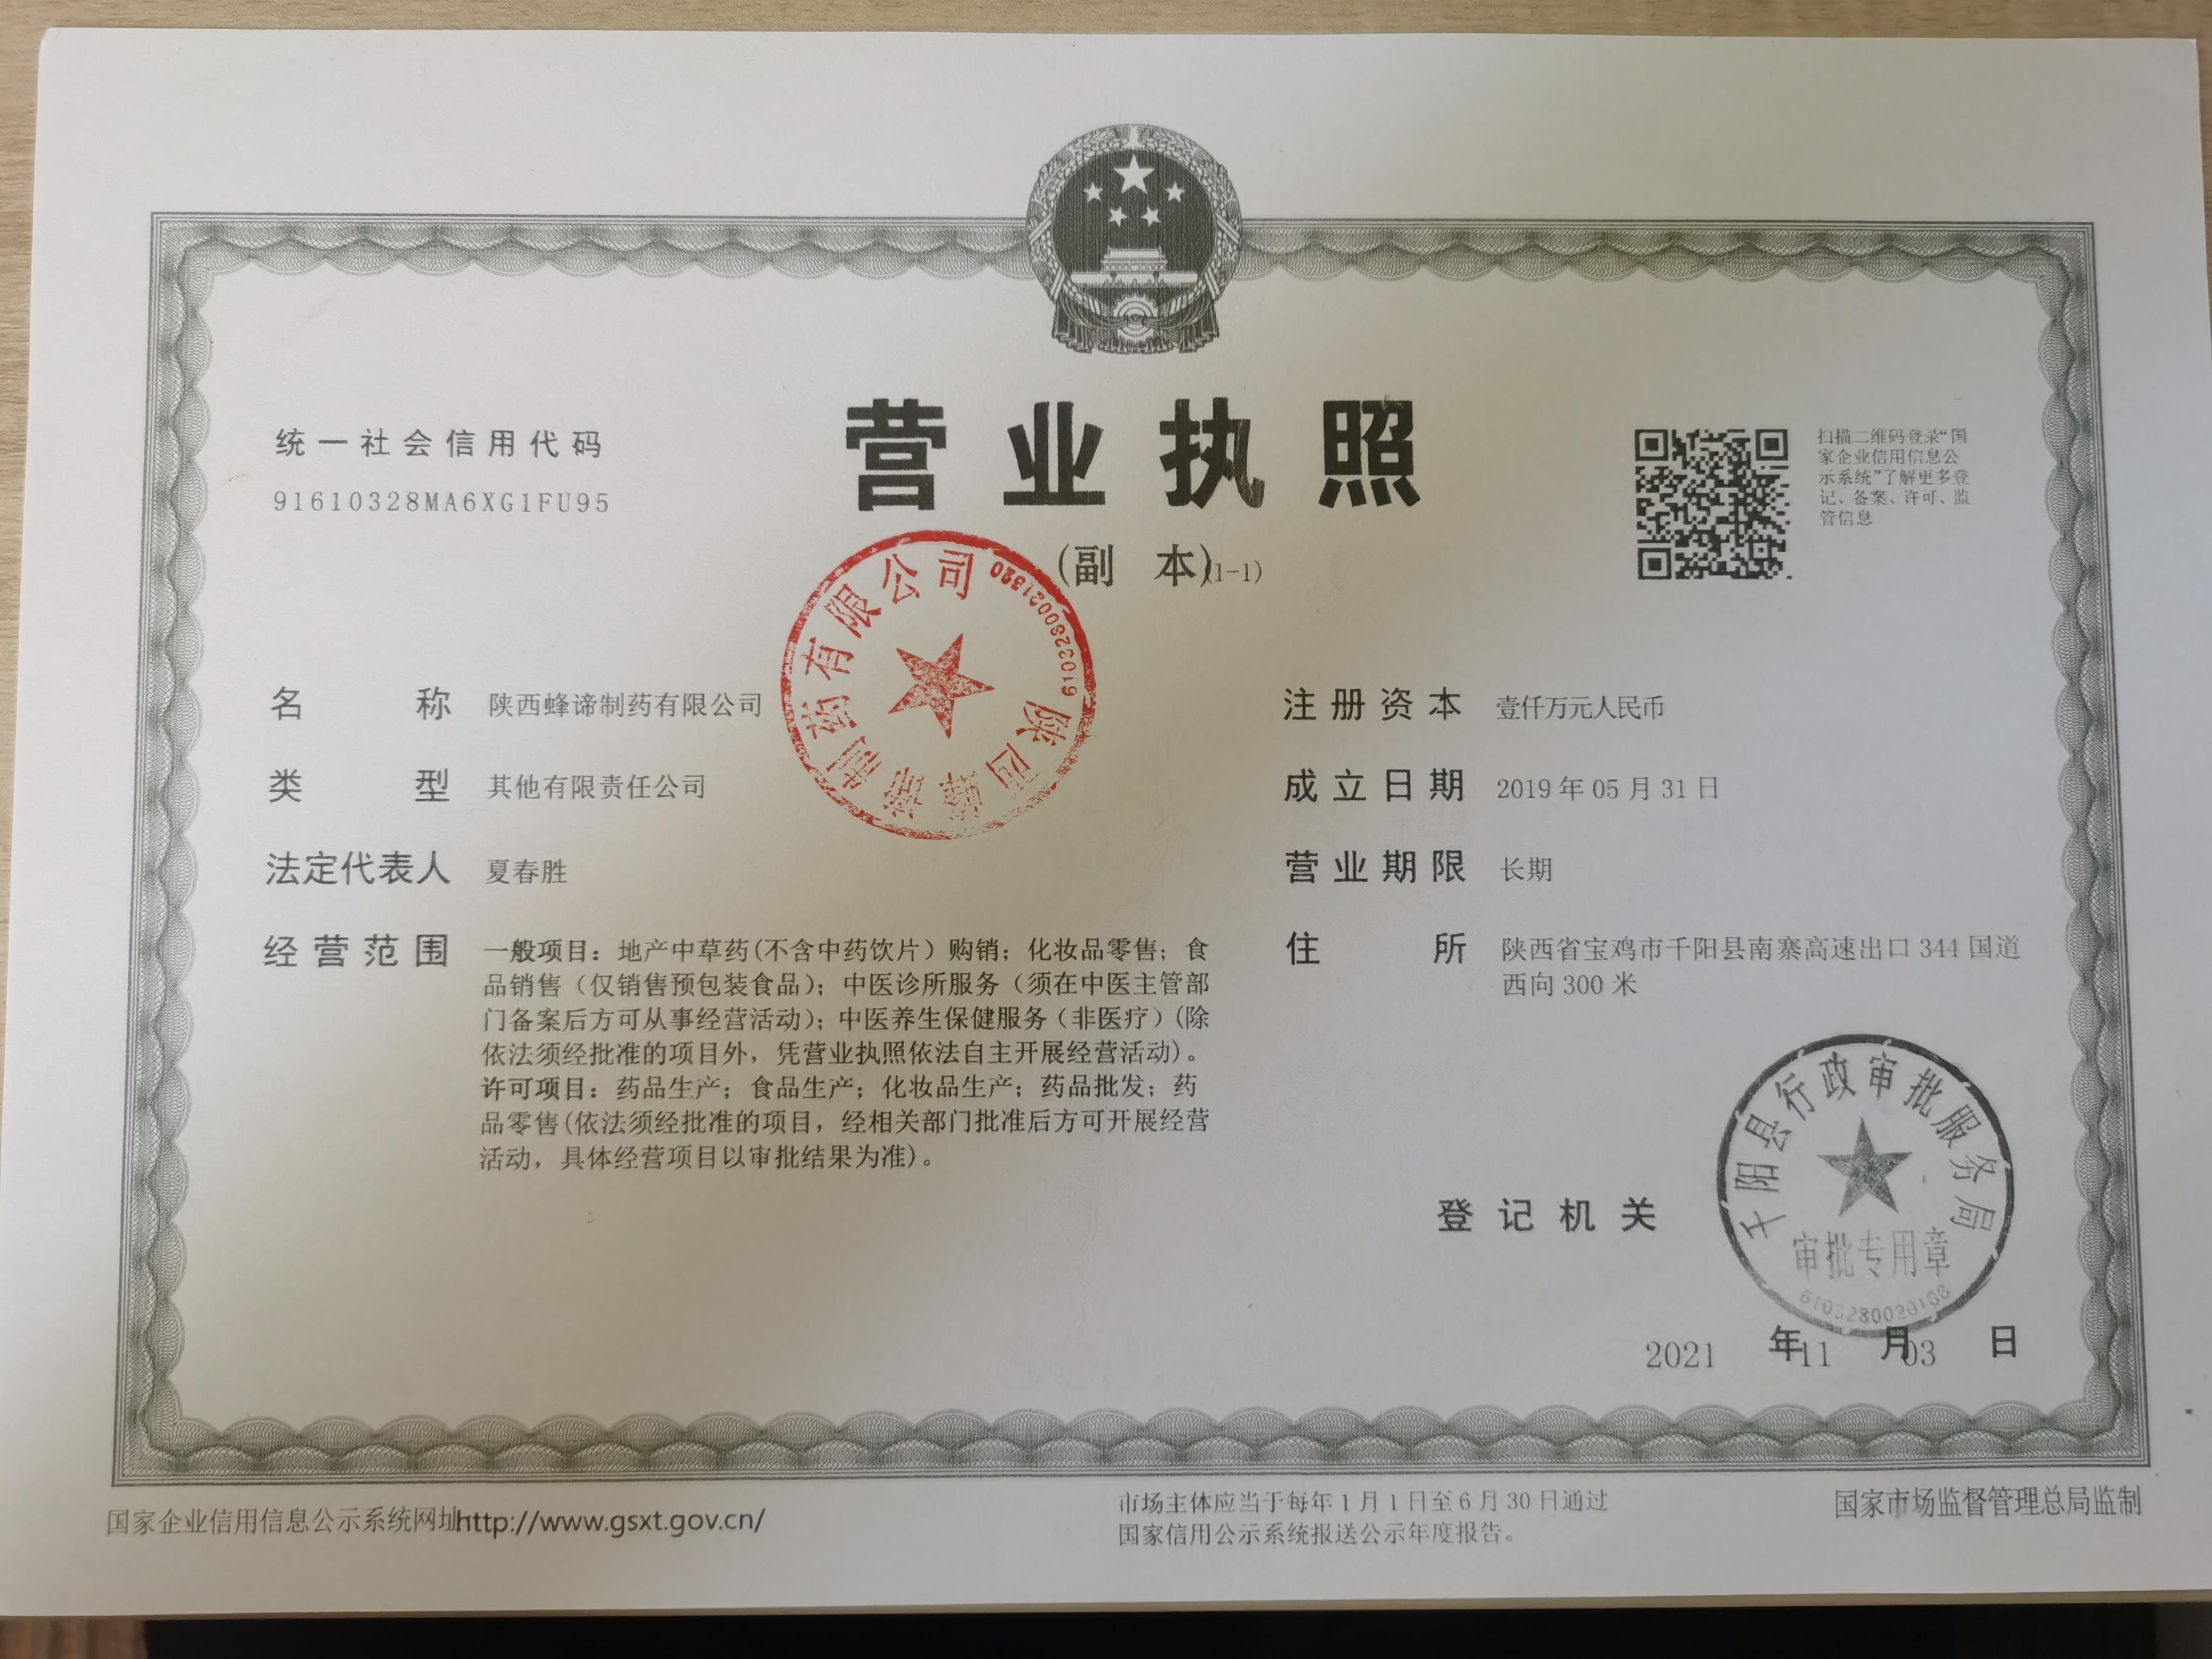 营业执照
(副 本)(1-1)
统一社会信用代码
91610328MA6XG1FU95
扫描二维码登录“国
家企业信用信息公
示系统”了解更多登
记、备案、许可、监
管信息
名 称 陕西蜂谛制药有限公司
类 型 其他有限责任公司
法定代表人 夏春胜
经营范围 一般项目：地产中草药(不含中药饮片）购销；化妆品零售；食
品销售（仅销售预包装食品）；中医诊所服务（须在中医主管部
门备案后方可从事经营活动）；中医养生保健服务（非医疗）(除
依法须经批准的项目外，凭营业执照依法自主开展经营活动)。
许可项目：药品生产；食品生产；化妆品生产；药品批发；药
品零售(依法须经批准的项目，经相关部门批准后方可开展经营
活动，具体经营项目以审批结果为准)。
注册资本 壹仟万元人民币
成立日期 2019年05月31日
营业期限 长期
住 所 陕西省宝鸡市千阳县南寨高速出口344国道
西向300米
陕西蜂谛制药有限公司
6103280021320
登记机关
千阳县行政审批服务局
审批专用章
6103280020138
2021 年11 月03 日
国家企业信用信息公示系统网址http://www.gsxt.gov.cn/
市场主体应当于每年1月1日至6月30日通过
国家信用公示系统报送公示年度报告。
国家市场监督管理总局监制